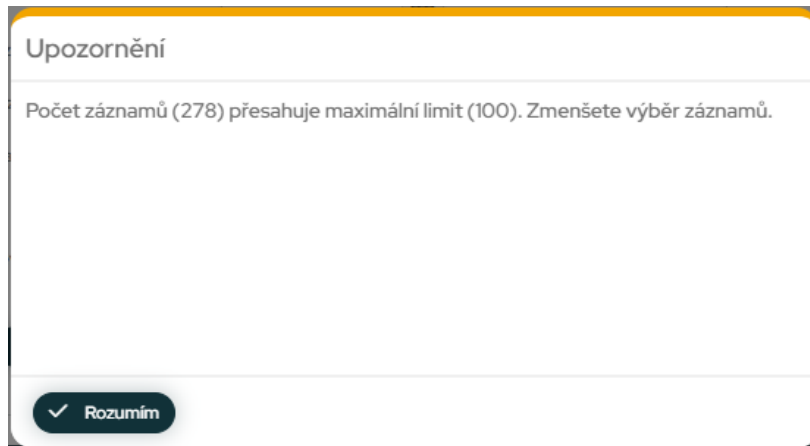 Upozornění
Počet záznamů (278) přesahuje maximální limit (100). Zmenšete výběr záznamů.
Rozumím